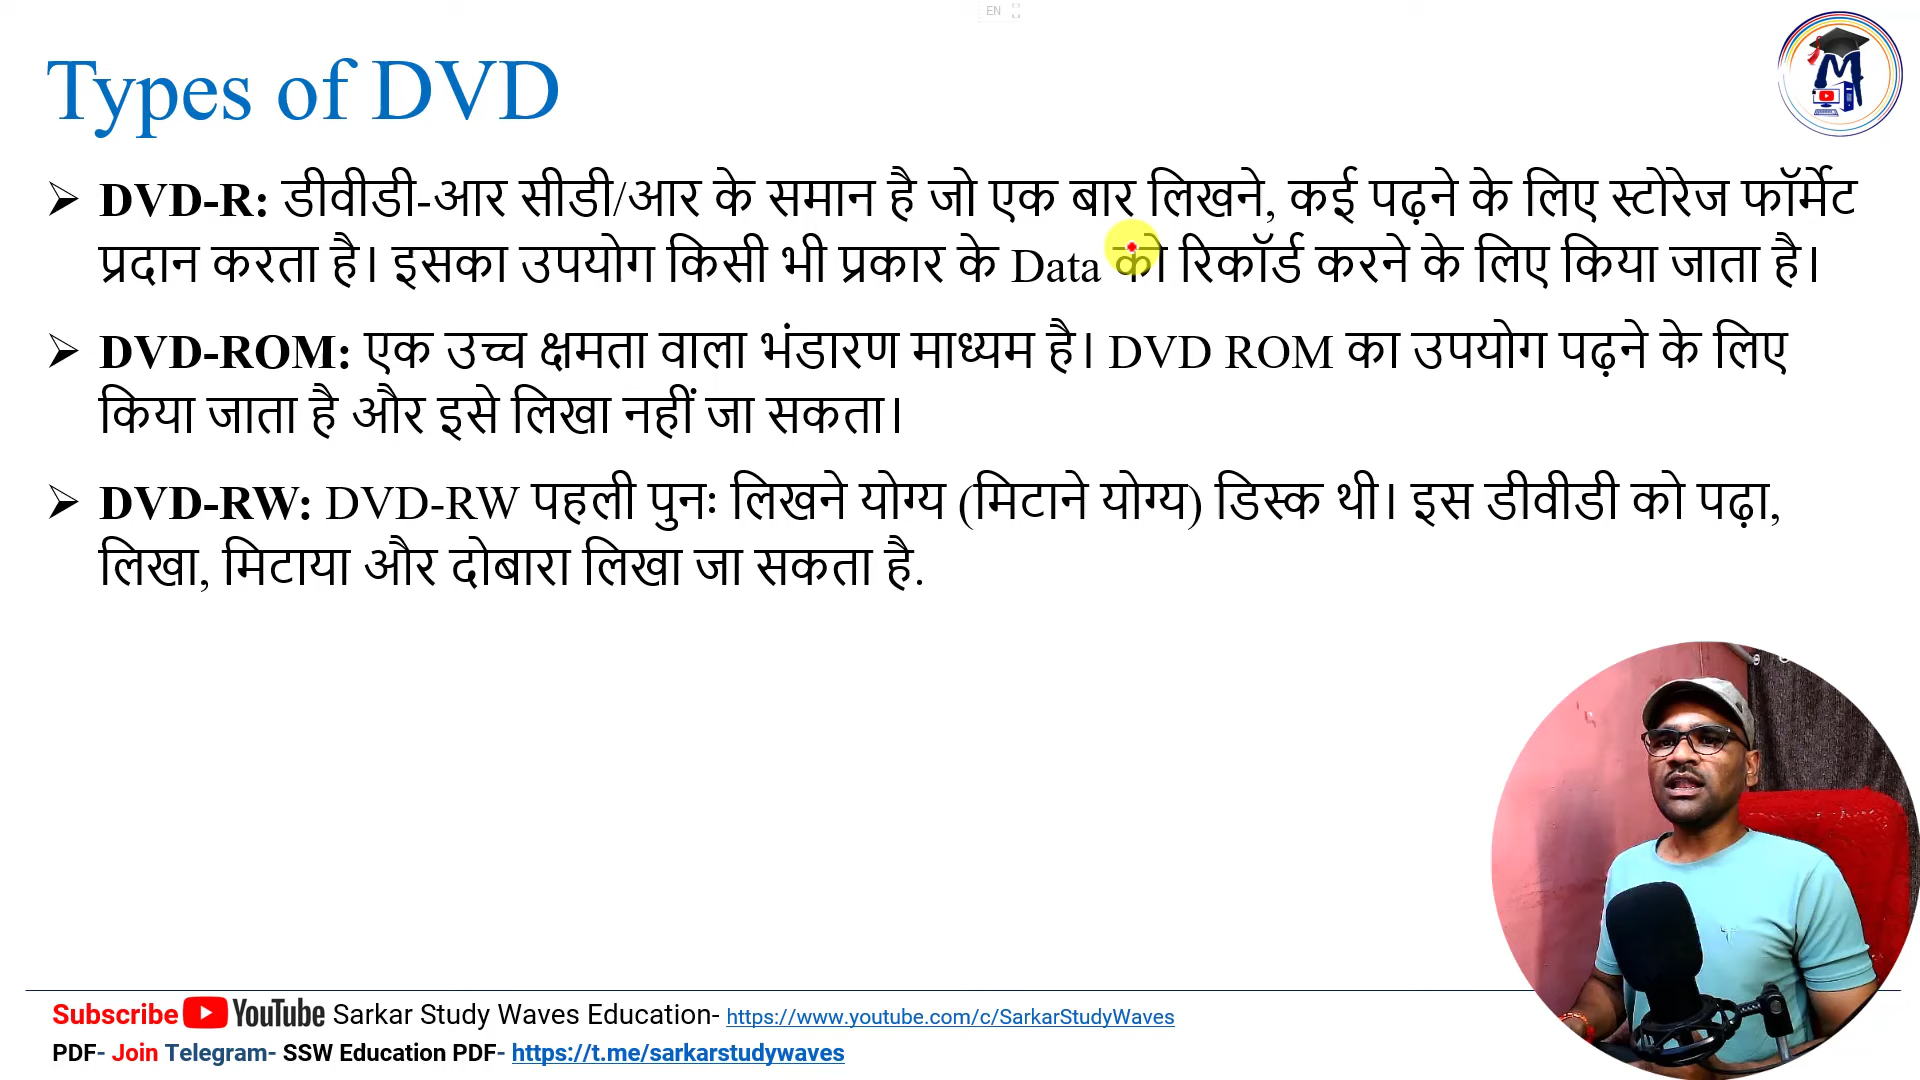 EN
Types of DVD
➢ DVD-R: डीवीडी-आर सीडी/आर के समान है जो एक बार लिखने, कई पढ़ने के लिए स्टोरेज फॉर्मेट
प्रदान करता है। इसका उपयोग किसी भी प्रकार के Data को रिकॉर्ड करने के लिए किया जाता है।
➢ DVD-ROM: एक उच्च क्षमता वाला भंडारण माध्यम है। DVD ROM का उपयोग पढ़ने के लिए
किया जाता है और इसे लिखा नहीं जा सकता।
➢ DVD-RW: DVD-RW पहली पुनः लिखने योग्य (मिटाने योग्य) डिस्क थी। इस डीवीडी को पढ़ा,
लिखा, मिटाया और दोबारा लिखा जा सकता है.
Subscribe YouTube Sarkar Study Waves Education- https://www.youtube.com/c/SarkarStudyWaves
PDF- Join Telegram- SSW Education PDF- https://t.me/sarkarstudywaves